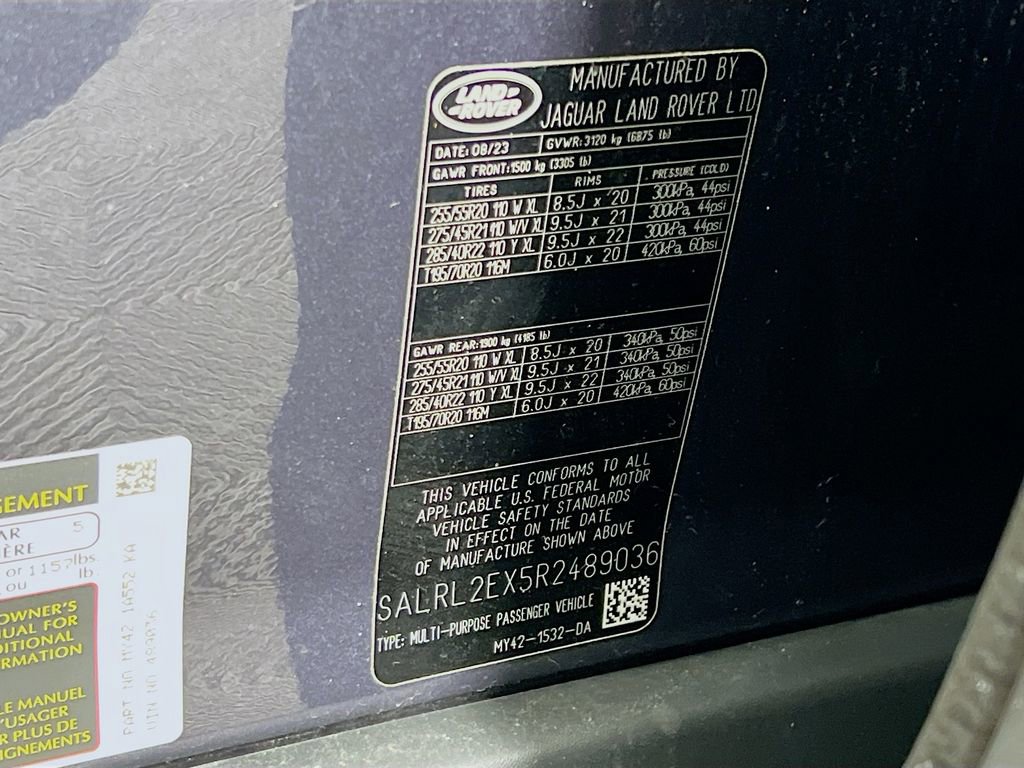 LAND ROVER
MANUFACTURED BY
JAGUAR LAND ROVER LTD
DATE: 08/23 GVWR: 3120 kg (6875 lb)
GAWR FRONT: 1500 kg (3305 lb)
TIRES RIMS PRESSURE (COLD)
255/55R20 110 W XL 8.5J x 20 300kPa, 44psi
275/45R21 110 W/V XL 9.5J x 21 300kPa, 44psi
285/40R22 110 Y XL 9.5J x 22 300kPa, 44psi
T195/70R20 116M 6.0J x 20 420kPa, 60psi
GAWR REAR: 1900 kg (4185 lb)
255/55R20 110 W XL 8.5J x 20 340kPa, 50psi
275/45R21 110 W/V XL 9.5J x 21 340kPa, 50psi
285/40R22 110 Y XL 9.5J x 22 340kPa, 50psi
T195/70R20 116M 6.0J x 20 420kPa, 60psi
THIS VEHICLE CONFORMS TO ALL
APPLICABLE U.S. FEDERAL MOTOR
VEHICLE SAFETY STANDARDS
IN EFFECT ON THE DATE
OF MANUFACTURE SHOWN ABOVE
SALRL2EX5R2489036
TYPE: MULTI-PURPOSE PASSENGER VEHICLE
MY42-1532-DA
GEMENT
AR 5
IÈRE
or 1157lbs.
ou lb.
OWNER'S
UAL FOR
DITIONAL
RMATION
LE MANUEL
'USAGER
R PLUS DE
IGNEMENTS
PART NO MY42 1A552 KA
VIN NO 489036